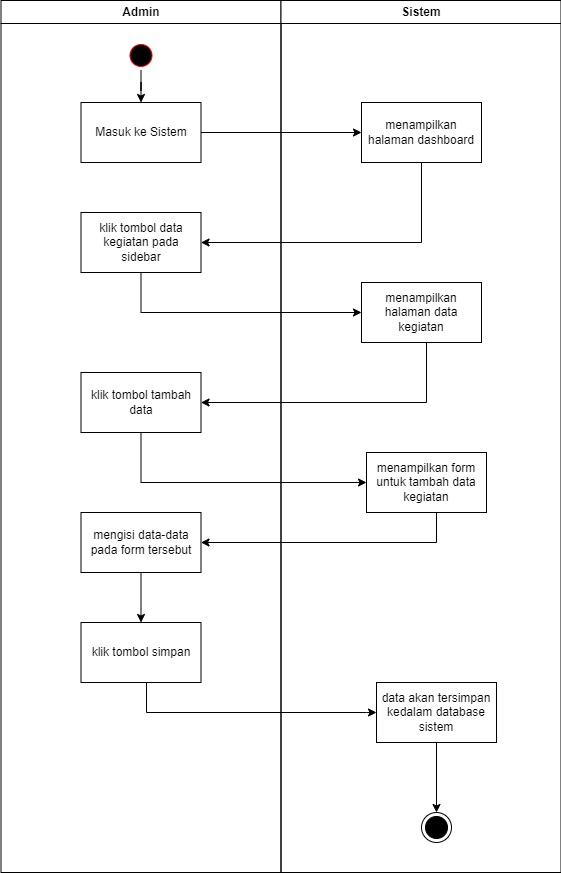 Admin
Sistem
Masuk ke Sistem
menampilkan
halaman dashboard
klik tombol data
kegiatan pada
sidebar
menampilkan
halaman data
kegiatan
klik tombol tambah
data
menampilkan form
untuk tambah data
kegiatan
mengisi data-data
pada form tersebut
klik tombol simpan
data akan tersimpan
kedalam database
sistem